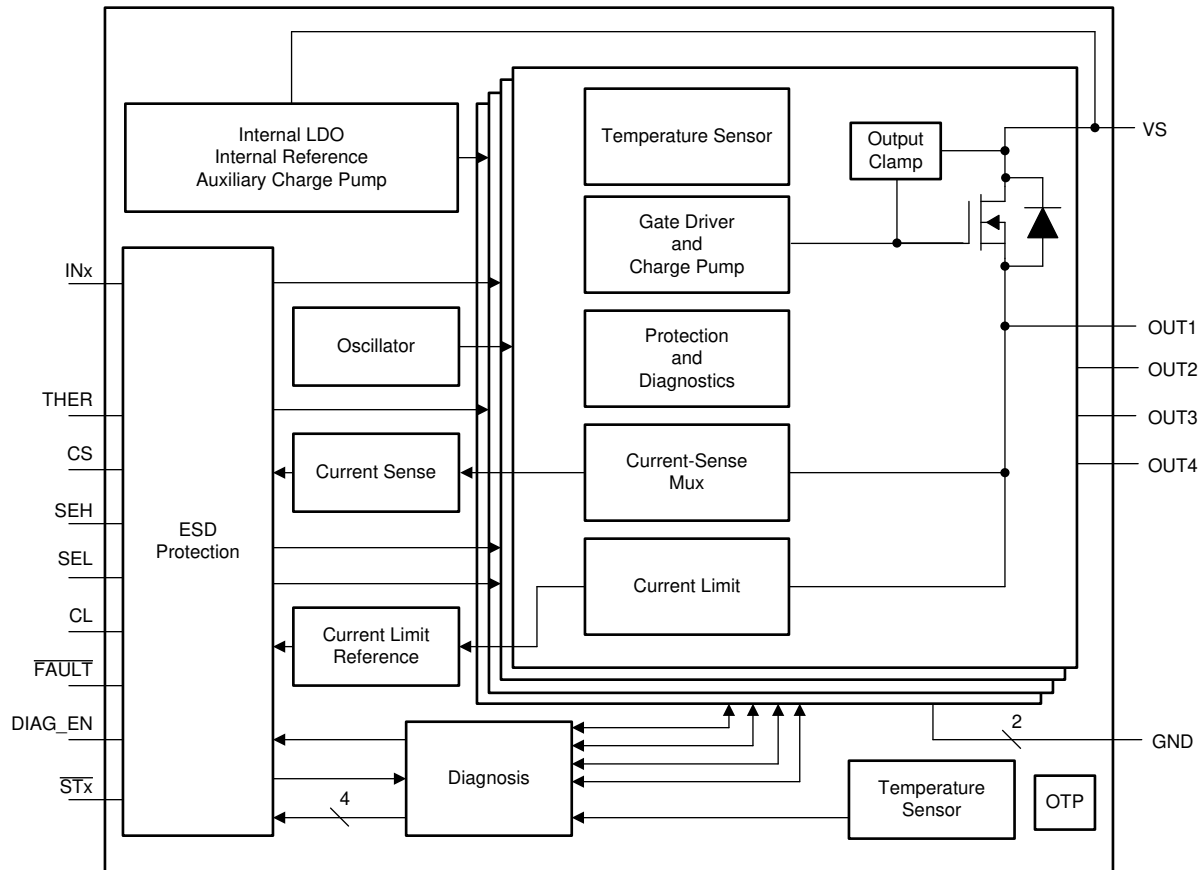 Internal LDO
Internal Reference
Auxiliary Charge Pump
Temperature Sensor
Output
Clamp
VS
Gate Driver
and
Charge Pump
INx
Oscillator
Protection
and
Diagnostics
OUT1
OUT2
OUT3
OUT4
THER
CS
SEH
SEL
CL
FAULT
DIAG_EN
STx
ESD
Protection
Current Sense
Current-Sense
Mux
Current Limit
Current Limit
Reference
Diagnosis
4
2
GND
Temperature
Sensor
OTP